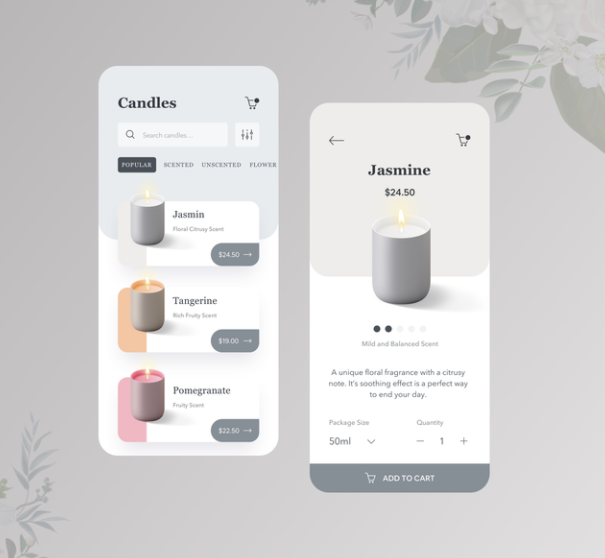 Candles
Search candles...
POPULAR SCENTED UNSCENTED FLOWER
Jasmin
Floral Citrusy Scent
$24.50
Tangerine
Rich Fruity Scent
$19.00
Pomegranate
Fruity Scent
$22.50
Jasmine
$24.50
Mild and Balanced Scent
A unique floral fragrance with a citrusy
note. It's soothing effect is a perfect way
to end your day.
Package Size Quantity
50ml 1
ADD TO CART